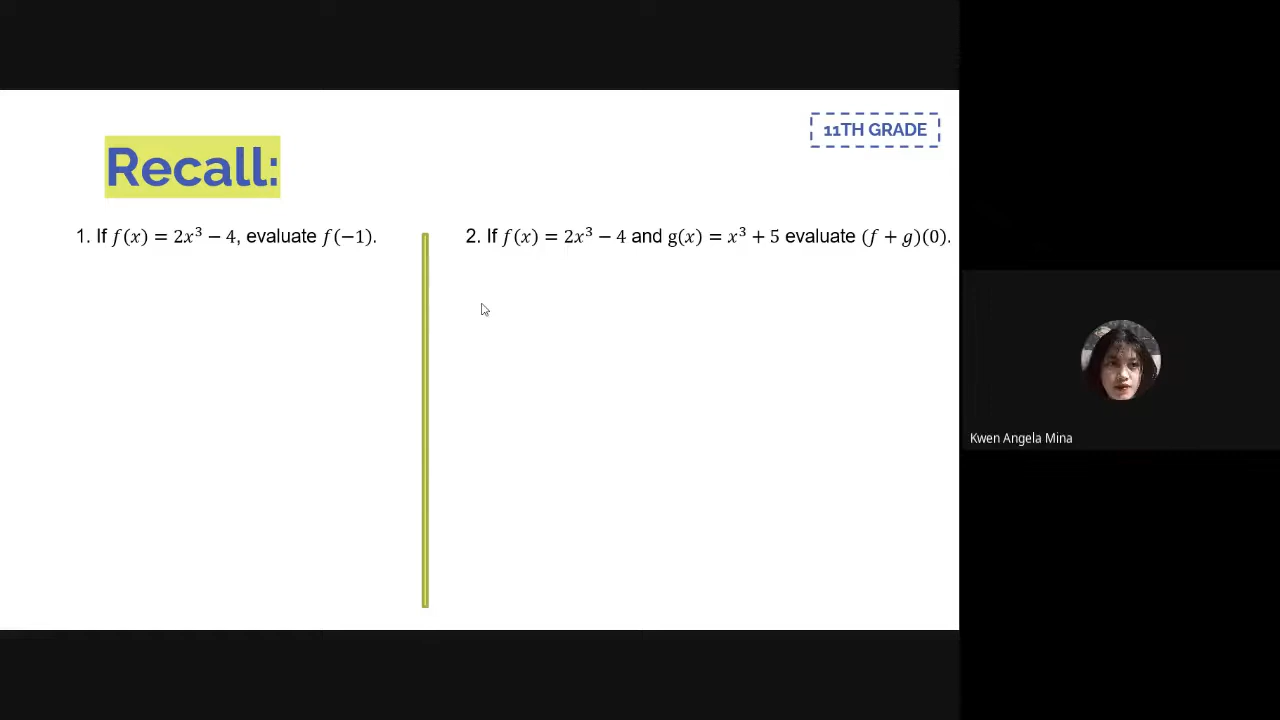 11TH GRADE
Recall:
1. If f(x) = 2x³ − 4, evaluate f(−1).
2. If f(x) = 2x³ − 4 and g(x) = x³ + 5 evaluate (f + g)(0).
Kwen Angela Mina